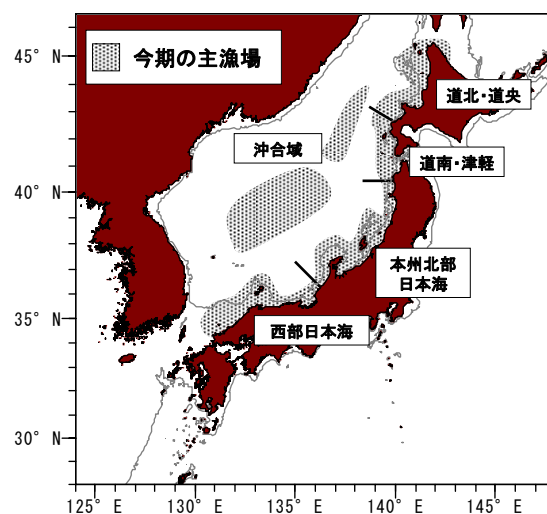 45° N
今期の主漁場
道北・道央
沖合域
道南・津軽
40° N
本州北部
日本海
35° N
西部日本海
30° N
125° E
130° E
135° E
140° E
145° E